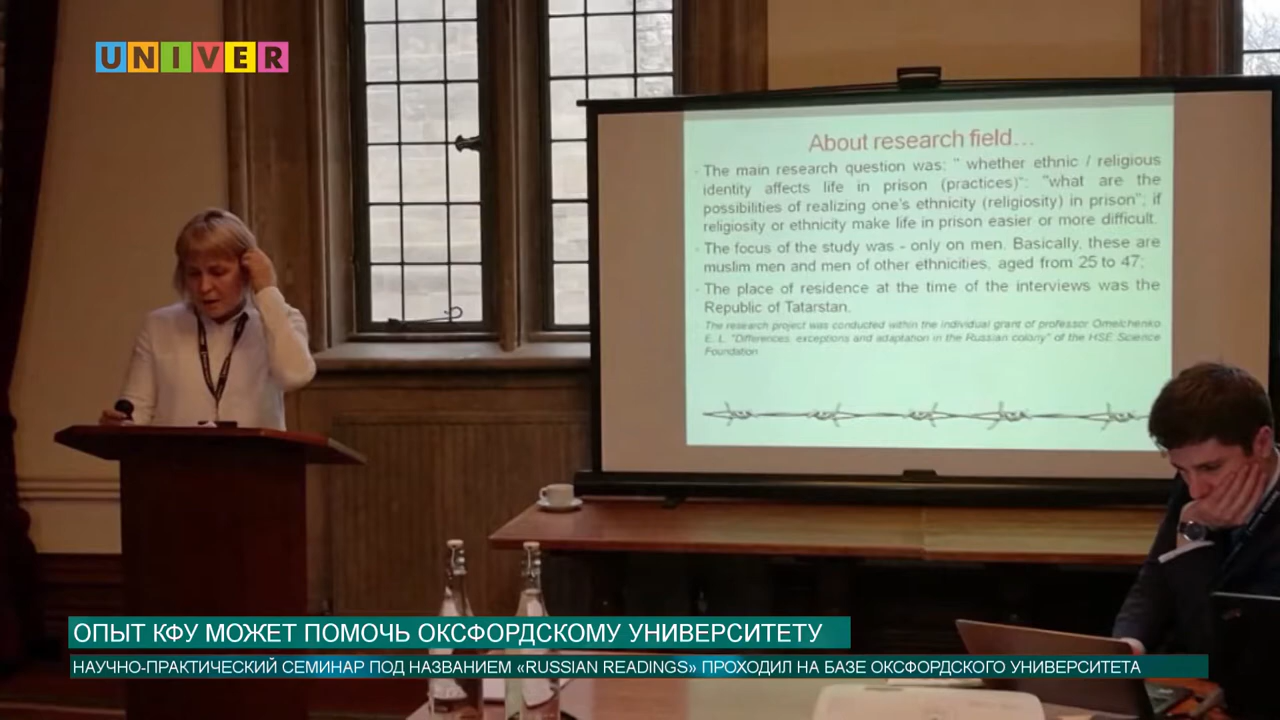 UNIVER
About research field...
The main research question was: " whether ethnic / religious
identity affects life in prison (practices)": "what are the
possibilities of realizing one's ethnicity (religiosity) in prison"; if
religiosity or ethnicity make life in prison easier or more difficult.
The focus of the study was - only on men. Basically, these are
muslim men and men of other ethnicities, aged from 25 to 47;
The place of residence at the time of the interviews was the
Republic of Tatarstan.
The research project was conducted within the individual grant of professor Omelchenko
E. L. "Differences, exceptions and adaptation in the Russian colony" of the HSE Science
Foundation
ОПЫТ КФУ МОЖЕТ ПОМОЧЬ ОКСФОРДСКОМУ УНИВЕРСИТЕТУ
НАУЧНО-ПРАКТИЧЕСКИЙ СЕМИНАР ПОД НАЗВАНИЕМ «RUSSIAN READINGS» ПРОХОДИЛ НА БАЗЕ ОКСФОРДСКОГО УНИВЕРСИТЕТА